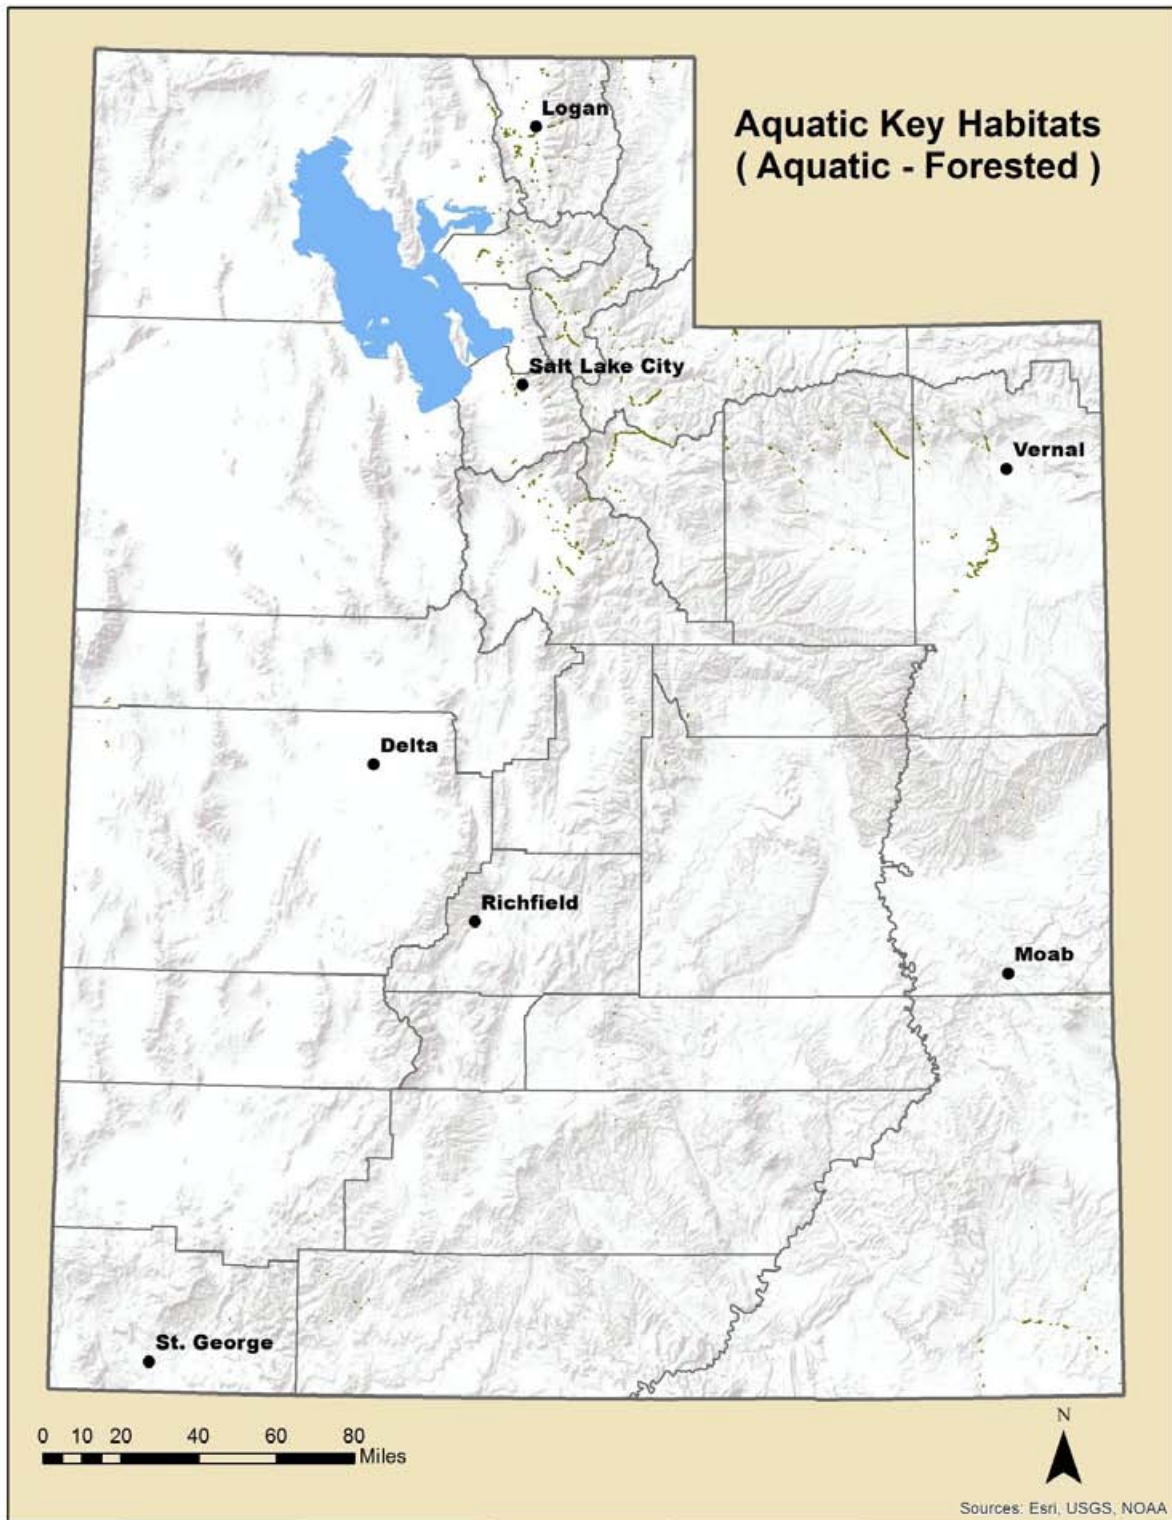 Aquatic Key Habitats
( Aquatic - Forested )
Logan
Salt Lake City
Vernal
Delta
Richfield
Moab
St. George
0 10 20 40 60 80
Miles
N
Sources: Esri, USGS, NOAA